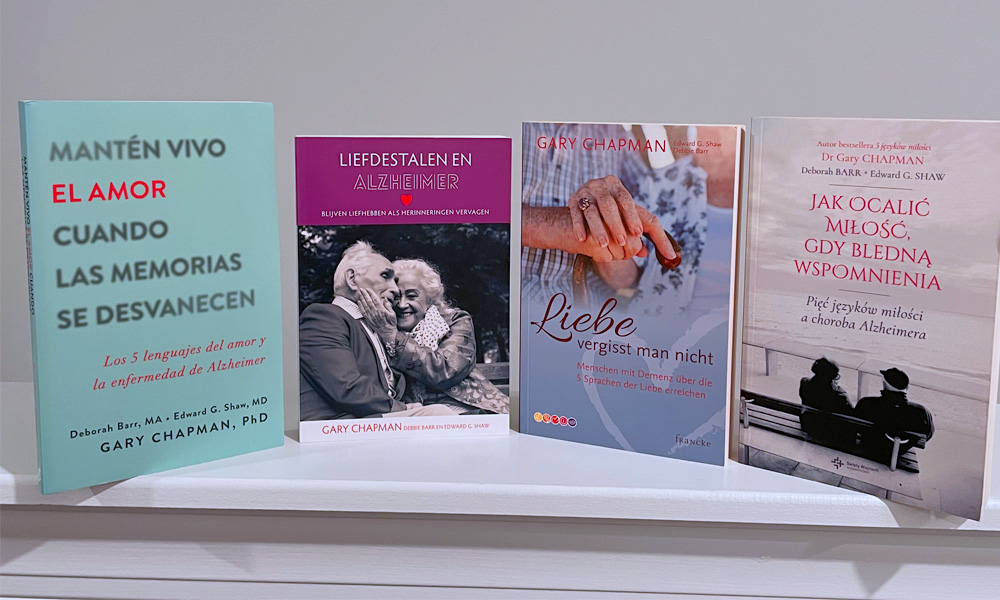 MANTÉN VIVO
EL AMOR
CUANDO
LAS MEMORIAS
SE DESVANECEN
Los 5 lenguajes del amor y
la enfermedad de Alzheimer
Deborah Barr, MA • Edward G. Shaw, MD
GARY CHAPMAN, PhD
LIEFDESTALEN EN
ALZHEIMER
BLIJVEN LIEFHEBBEN ALS HERINNERINGEN VERVAGEN
GARY CHAPMAN DEBBIE BARR EN EDWARD G. SHAW
GARY CHAPMAN
Edward G. Shaw
Debbie Barr
Liebe
vergisst man nicht
Menschen mit Demenz über die
5 Sprachen der Liebe erreichen
francke
Autor bestsellera 5 języków miłości
Dr Gary CHAPMAN
Deborah BARR • Edward G. SHAW
JAK OCALIĆ
MIŁOŚĆ,
GDY BLEDNĄ
WSPOMNIENIA
Pięć języków miłości
a choroba Alzheimera
Święty Wojciech